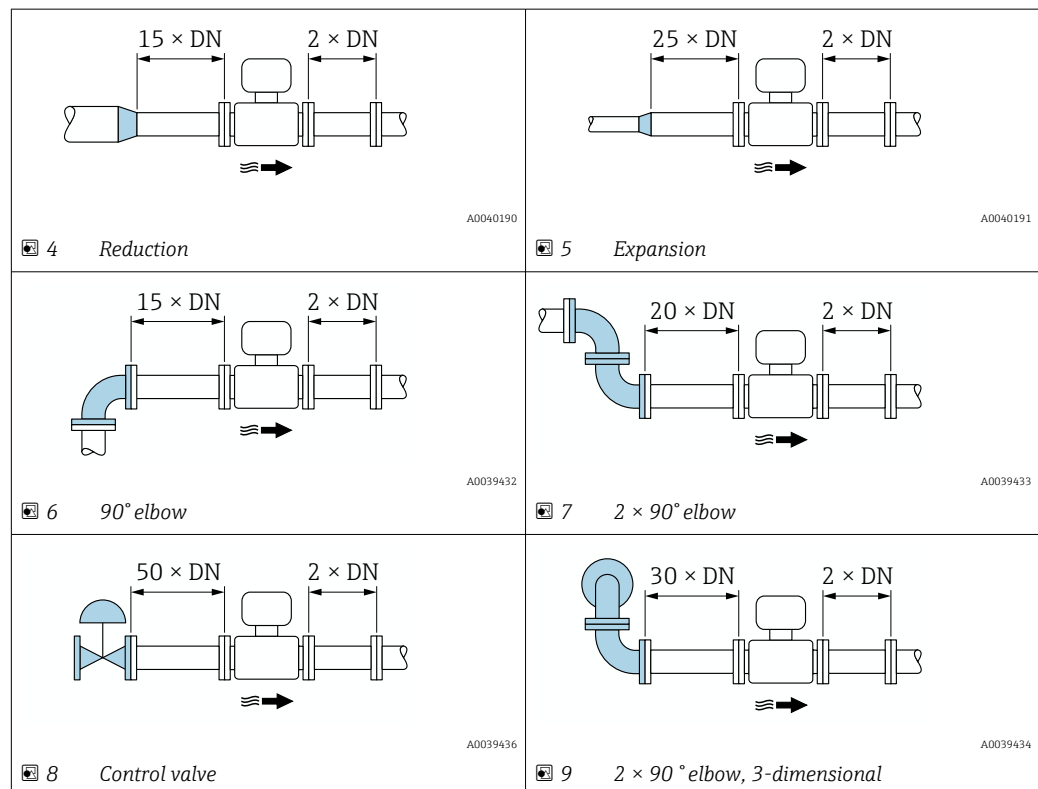 15 × DN 2 × DN
A0040190
4 Reduction
25 × DN 2 × DN
A0040191
5 Expansion
15 × DN 2 × DN
A0039432
6 90° elbow
20 × DN 2 × DN
A0039433
7 2 × 90° elbow
50 × DN 2 × DN
A0039436
8 Control valve
30 × DN 2 × DN
A0039434
9 2 × 90 ° elbow, 3-dimensional